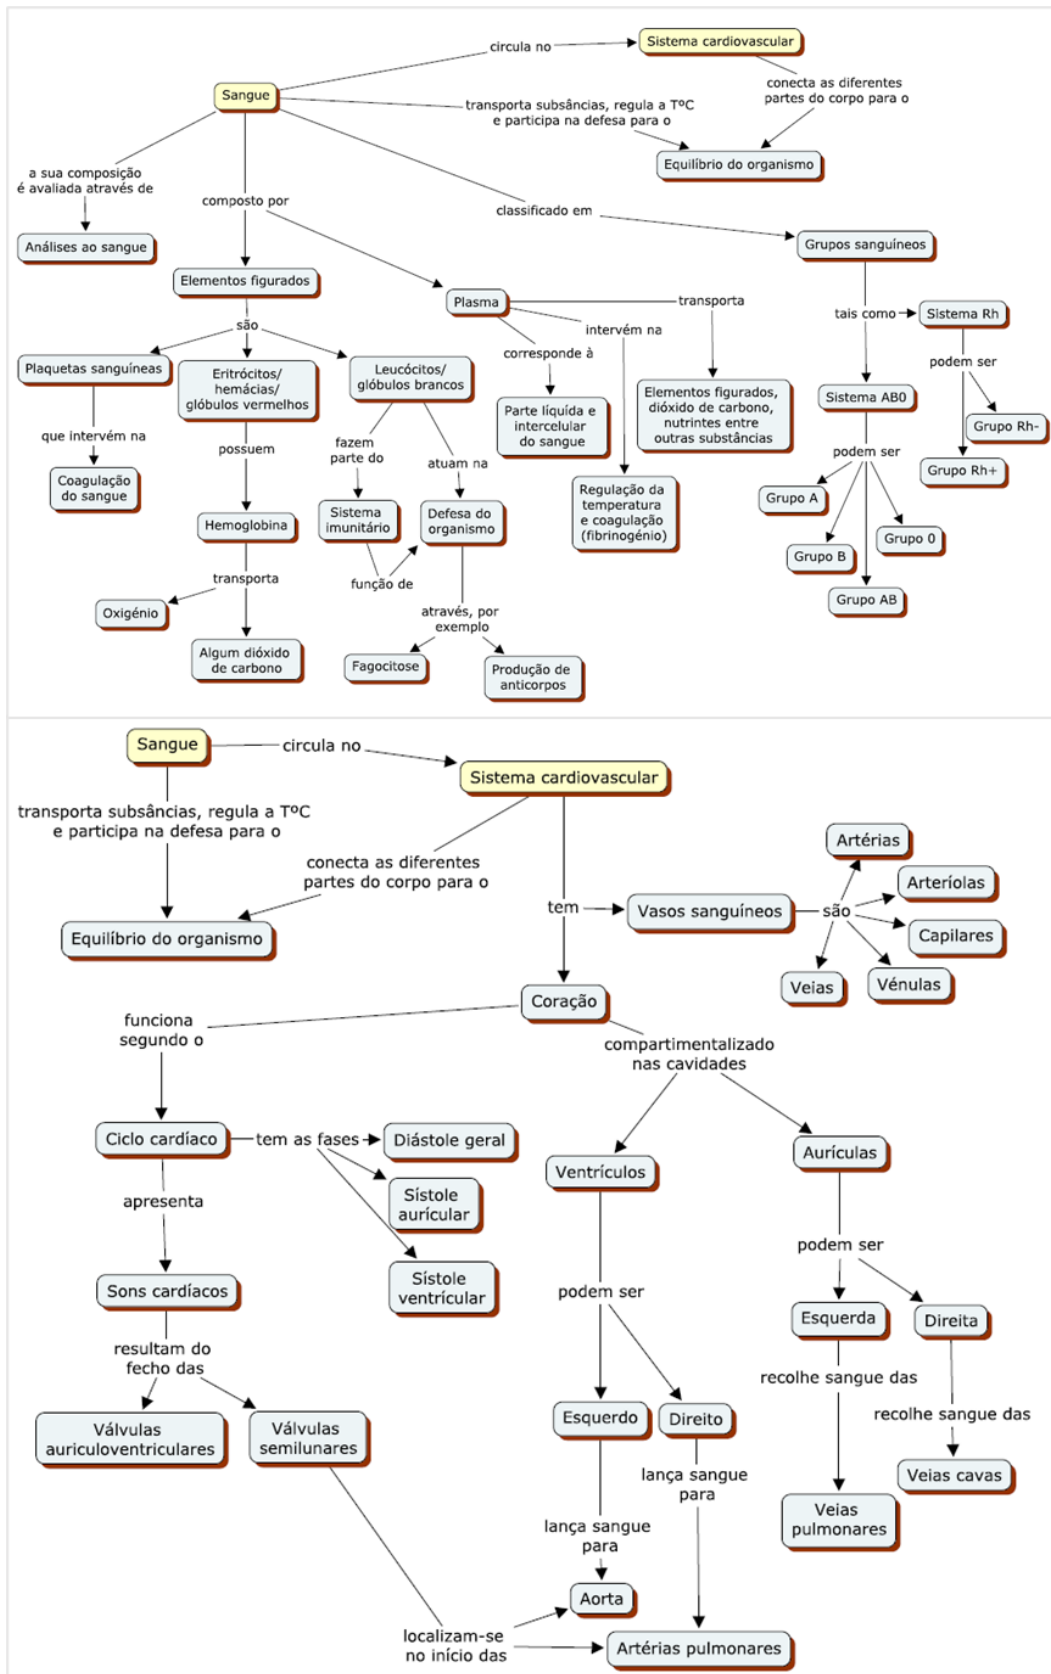 Sistema cardiovascular
circula no
Sangue
conecta as diferentes
partes do corpo para o
transporta subsâncias, regula a TºC
e participa na defesa para o
Equilíbrio do organismo
a sua composição
é avaliada através de
composto por
classificado em
Análises ao sangue
Grupos sanguíneos
Elementos figurados
Plasma
transporta
tais como
Sistema Rh
são
intervém na
corresponde à
podem ser
Plaquetas sanguíneas
Eritrócitos/
hemácias/
glóbulos vermelhos
Leucócitos/
glóbulos brancos
Parte líquída e
intercelular
do sangue
Elementos figurados,
dióxido de carbono,
nutrintes entre
outras substâncias
Sistema AB0
Grupo Rh-
que intervém na
possuem
fazem
parte do
atuam na
podem ser
Grupo Rh+
Coagulação
do sangue
Grupo A
Regulação da
temperatura
e coagulação
(fibrinogénio)
Hemoglobina
Sistema
imunitário
Defesa do
organismo
Grupo 0
Grupo B
transporta
função de
Grupo AB
Oxigénio
através, por
exemplo
Algum dióxido
de carbono
Fagocitose
Produção de
anticorpos
Sangue
circula no
Sistema cardiovascular
transporta subsâncias, regula a TºC
e participa na defesa para o
conecta as diferentes
partes do corpo para o
Artérias
Arteríolas
tem
Vasos sanguíneos
são
Capilares
Equilíbrio do organismo
Veias
Vénulas
Coração
funciona
segundo o
compartimentalizado
nas cavidades
Ciclo cardíaco
tem as fases
Diástole geral
Aurículas
Ventrículos
apresenta
Sístole
aurícular
podem ser
Sístole
ventrícular
Sons cardíacos
podem ser
Esquerda
Direita
resultam do
fecho das
recolhe sangue das
Válvulas
auriculoventriculares
Válvulas
semilunares
Esquerdo
Direito
recolhe sangue das
lança sangue
para
Veias cavas
Veias
pulmonares
lança sangue
para
Aorta
localizam-se
no início das
Artérias pulmonares